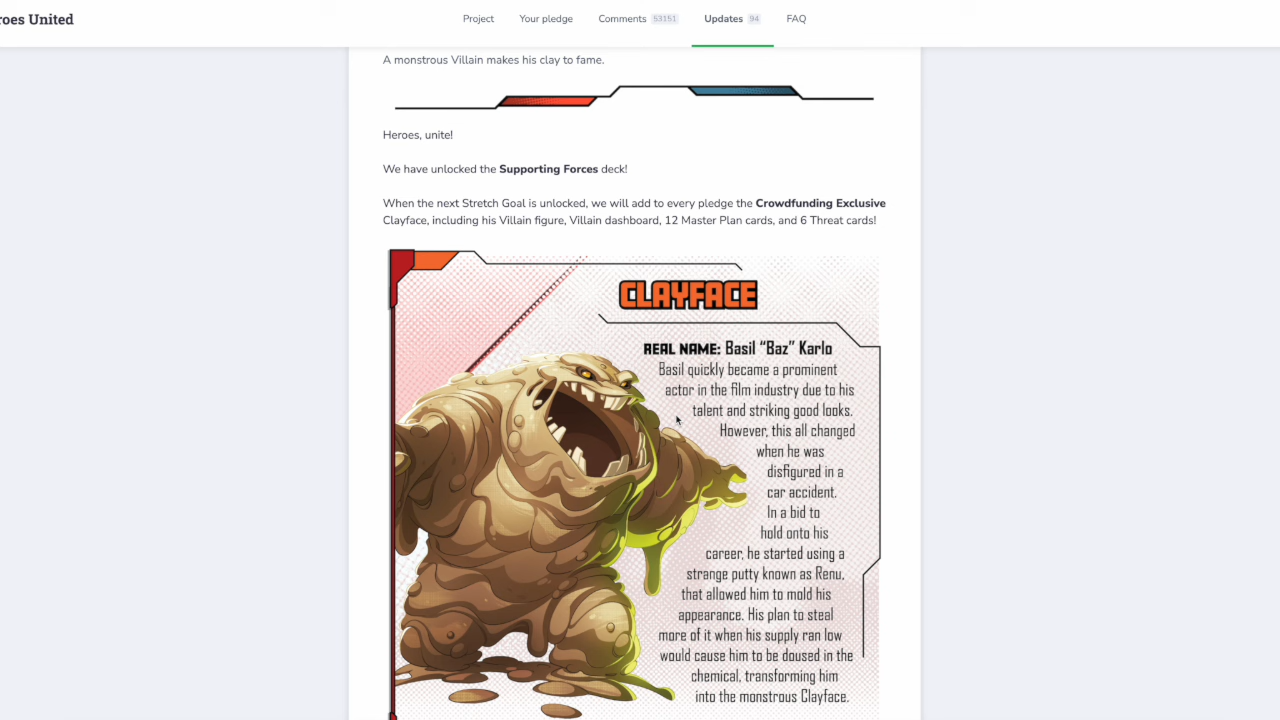 roes United
Project Your pledge Comments 53151 Updates 94 FAQ
A monstrous Villain makes his clay to fame.
Heroes, unite!
We have unlocked the Supporting Forces deck!
When the next Stretch Goal is unlocked, we will add to every pledge the Crowdfunding Exclusive
Clayface, including his Villain figure, Villain dashboard, 12 Master Plan cards, and 6 Threat cards!
CLAYFACE
REAL NAME: Basil “Baz” Karlo
Basil quickly became a prominent
actor in the film industry due to his
talent and striking good looks.
However, this all changed
when he was
disfigured in a
car accident.
In a bid to
hold onto his
career, he started using a
strange putty known as Renu,
that allowed him to mold his
appearance. His plan to steal
more of it when his supply ran low
would cause him to be doused in the
chemical, transforming him
into the monstrous Clayface.